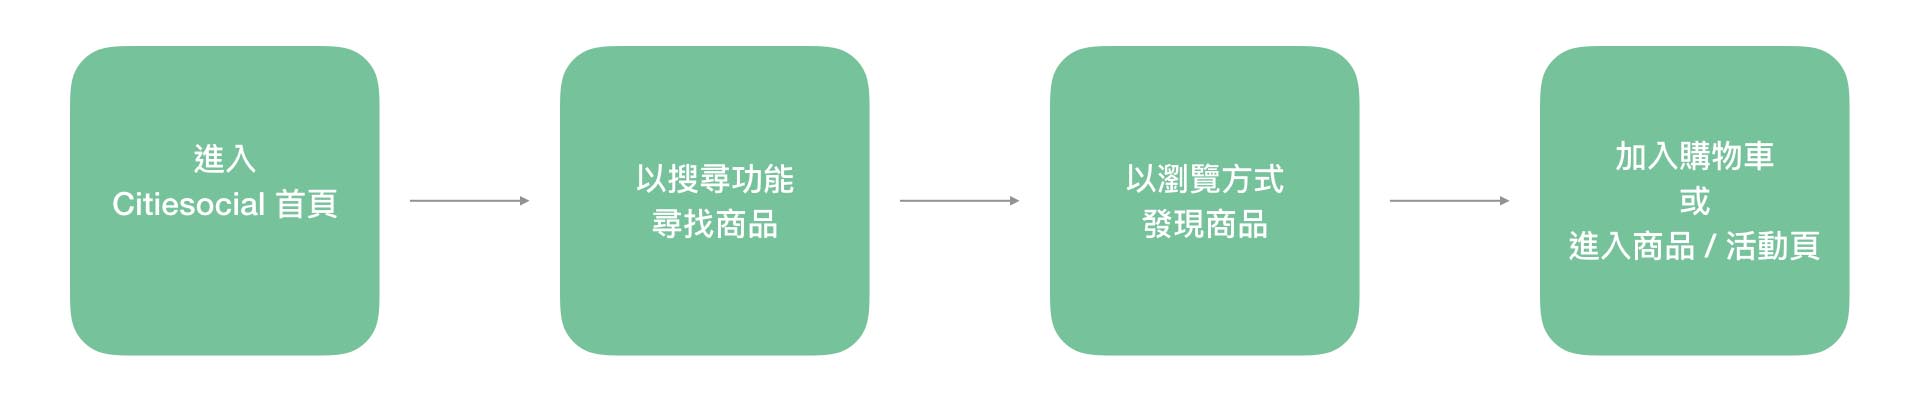 進入
Citiesocial 首頁
以搜尋功能
尋找商品
以瀏覽方式
發現商品
加入購物車
或
進入商品 / 活動頁